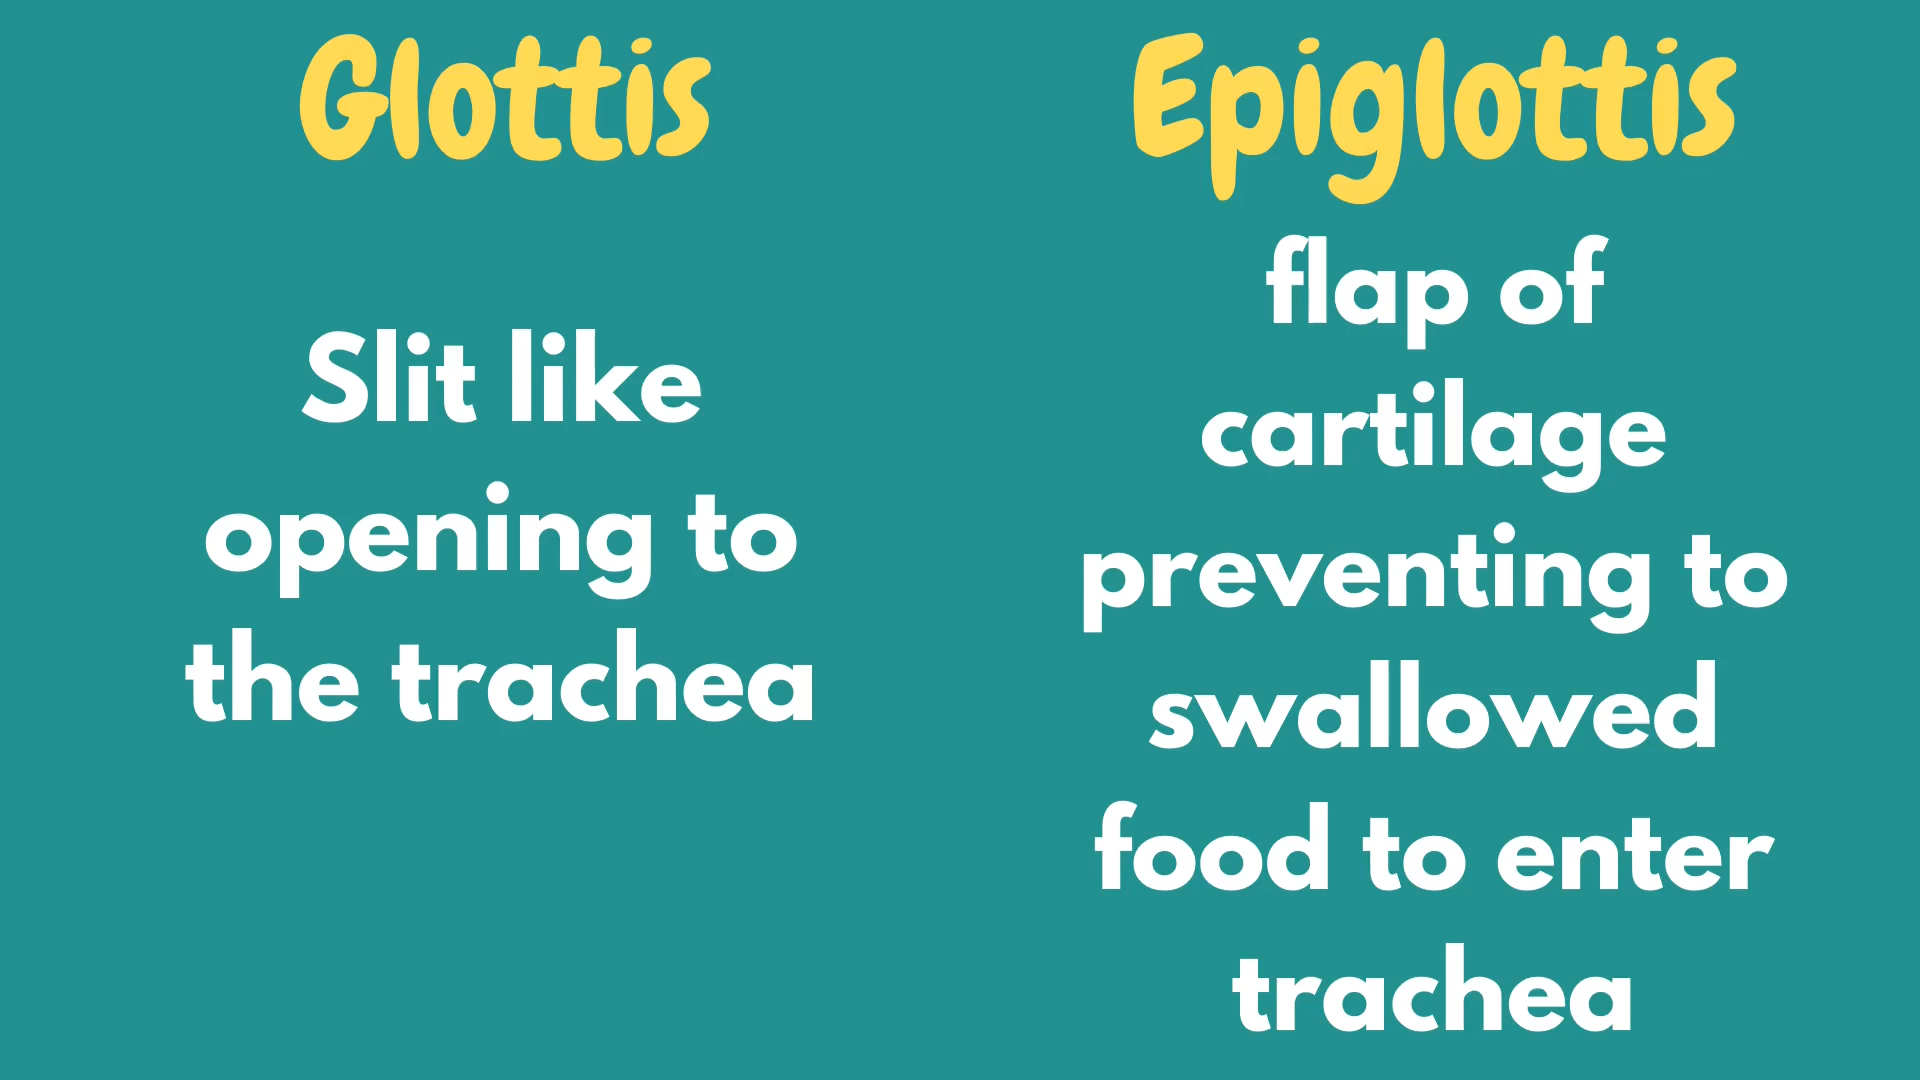 Glottis
Slit like
opening to
the trachea
Epiglottis
flap of
cartilage
preventing to
swallowed
food to enter
trachea